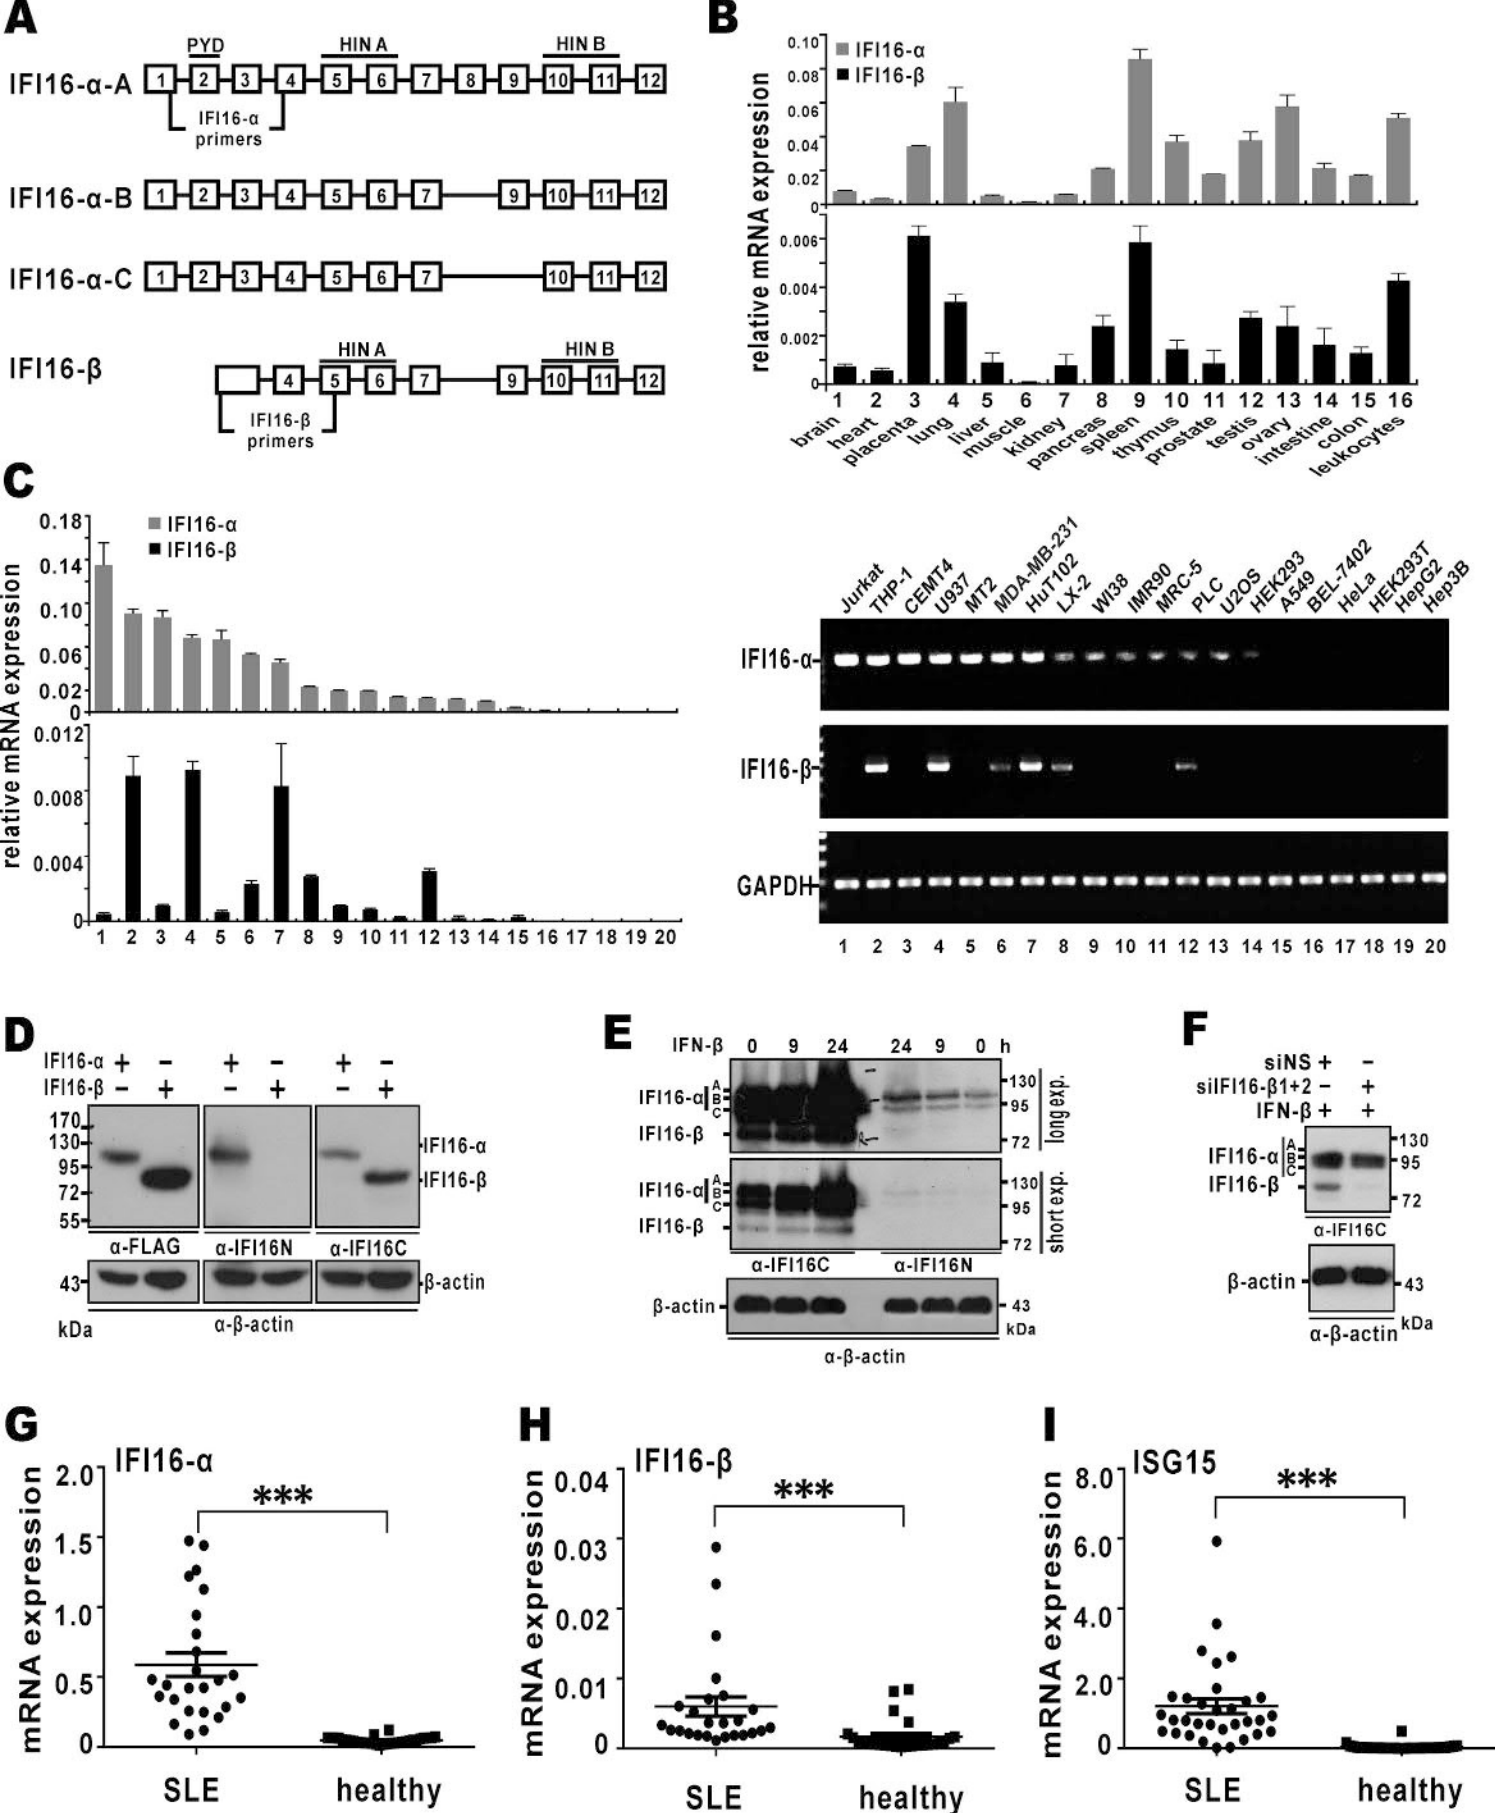 A
PYD HIN A HIN B
IFI16-α-A 1 2 3 4 5 6 7 8 9 10 11 12
IFI16-α
primers
IFI16-α-B 1 2 3 4 5 6 7 9 10 11 12
IFI16-α-C 1 2 3 4 5 6 7 10 11 12
HIN A HIN B
IFI16-β 4 5 6 7 9 10 11 12
IFI16-β
primers
B
relative mRNA expression
IFI16-α
IFI16-β
0.10
0.08
0.06
0.04
0.02
0
0.006
0.004
0.002
0
1 2 3 4 5 6 7 8 9 10 11 12 13 14 15 16
brain heart placenta lung liver muscle kidney pancreas spleen thymus prostate testis ovary intestine colon leukocytes
C
relative mRNA expression
IFI16-α
IFI16-β
0.18
0.14
0.10
0.06
0.02
0
0.012
0.008
0.004
0
1 2 3 4 5 6 7 8 9 10 11 12 13 14 15 16 17 18 19 20
Jurkat THP-1 CEMT4 U937 MT2 MDA-MB-231 HuT102 LX-2 WI38 IMR90 MRC-5 PLC U2OS HEK293 A549 BEL-7402 HeLa HEK293T HepG2 Hep3B
IFI16-α
IFI16-β
GAPDH
1 2 3 4 5 6 7 8 9 10 11 12 13 14 15 16 17 18 19 20
D
IFI16-α + − + − + −
IFI16-β − + − + − +
170
130
95
72
55
IFI16-α
IFI16-β
α-FLAG α-IFI16N α-IFI16C
43 β-actin
kDa α-β-actin
E
IFN-β 0 9 24 24 9 0 h
IFI16-α A B C
IFI16-β
130
95
72
long exp.
IFI16-α A B C
IFI16-β
130
95
72
short exp.
α-IFI16C α-IFI16N
β-actin 43
kDa
α-β-actin
F
siNS + −
siIFI16-β1+2 − +
IFN-β + +
IFI16-α A B C
IFI16-β
130
95
72
α-IFI16C
β-actin 43
kDa
α-β-actin
G
IFI16-α
***
mRNA expression
2.0
1.5
1.0
0.5
0
SLE healthy
H
IFI16-β
***
mRNA expression
0.04
0.03
0.02
0.01
0
SLE healthy
I
ISG15
***
mRNA expression
8.0
6.0
4.0
2.0
0
SLE healthy